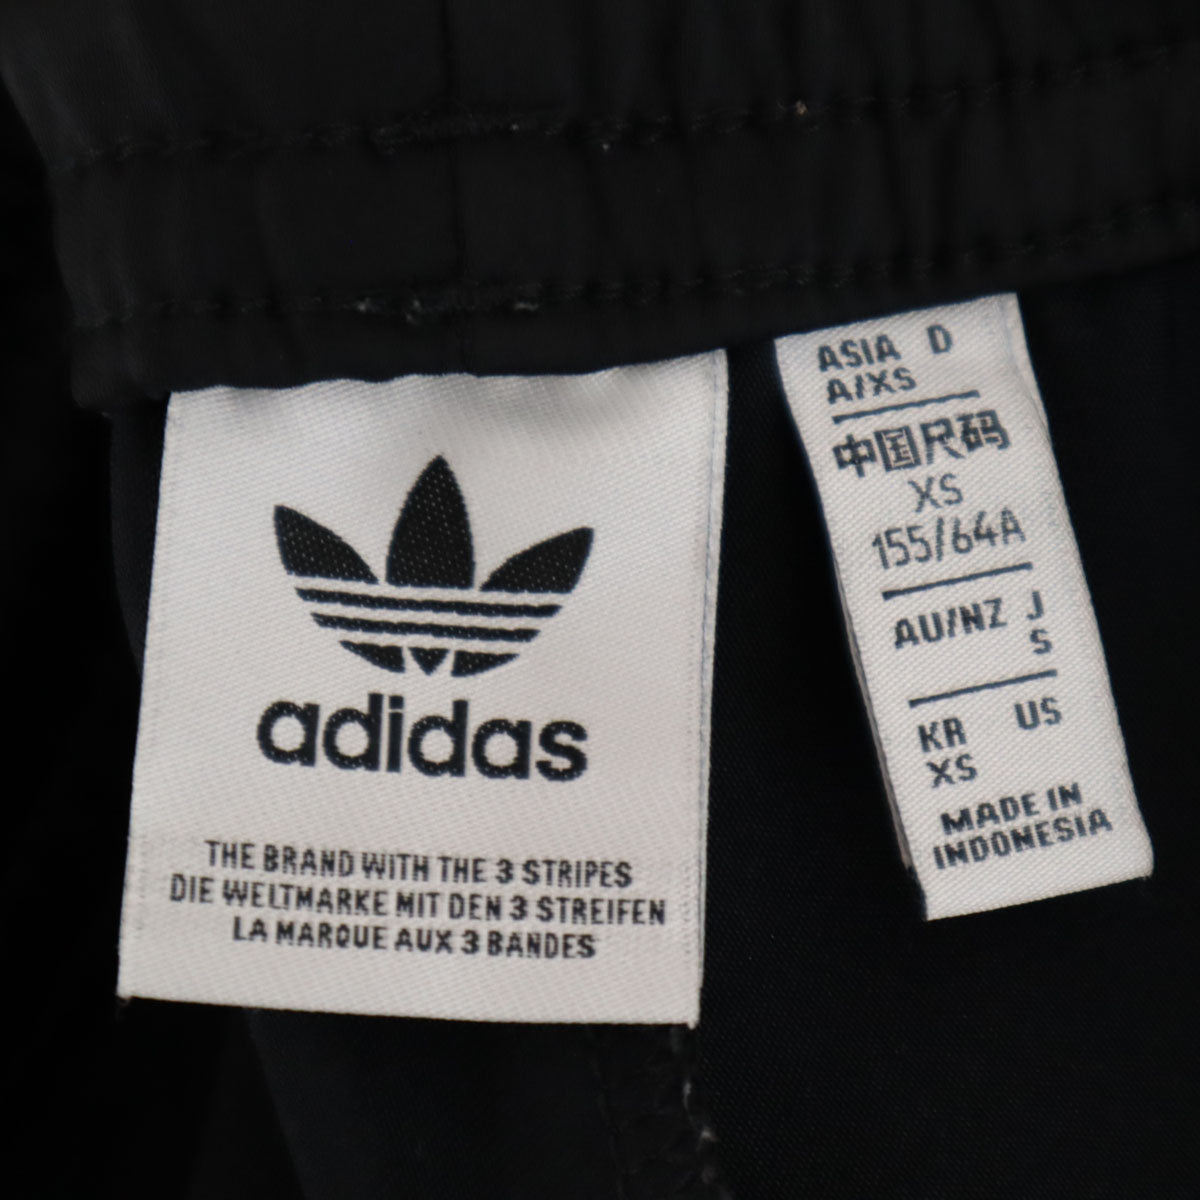 adidas
THE BRAND WITH THE 3 STRIPES
DIE WELTMARKE MIT DEN 3 STREIFEN
LA MARQUE AUX 3 BANDES
ASIA D
A/XS
中国尺码
XS
155/64A
AU/NZ J
S
KR US
XS
MADE IN
INDONESIA